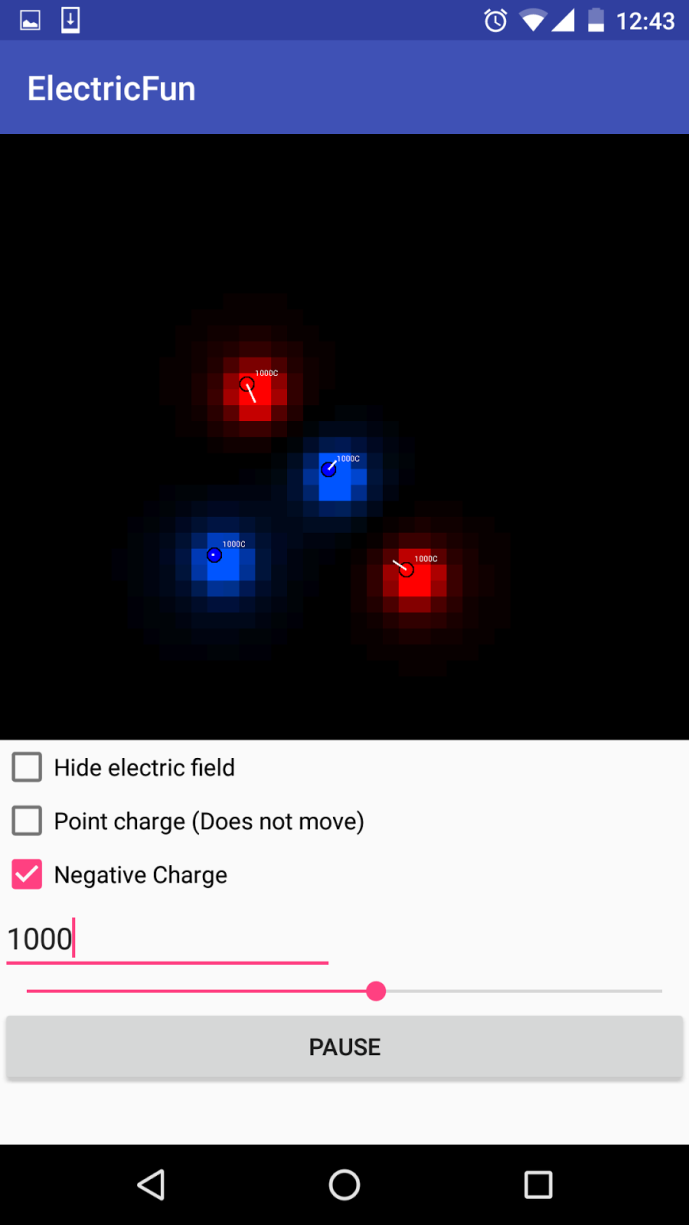 12:43
ElectricFun
1000C
1000C
1000C
1000C
Hide electric field
Point charge (Does not move)
Negative Charge
1000
PAUSE